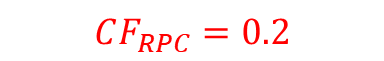 CF_RPC = 0.2